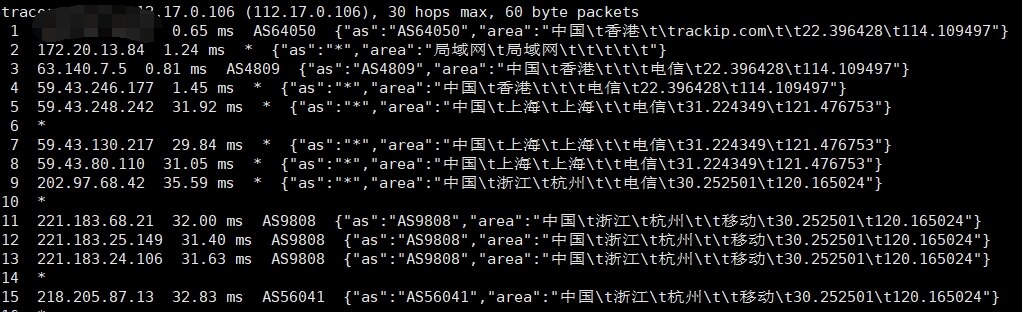 trace 12.17.0.106 (112.17.0.106), 30 hops max, 60 byte packets
1 0.65 ms AS64050 {"as":"AS64050","area":"中国\t香港\t\ttrackip.com\t\t22.396428\t114.109497"}
2 172.20.13.84 1.24 ms * {"as":"*","area":"局域网\t局域网\t\t\t\t\t"}
3 63.140.7.5 0.81 ms AS4809 {"as":"AS4809","area":"中国\t香港\t\t\t电信\t22.396428\t114.109497"}
4 59.43.246.177 1.45 ms * {"as":"*","area":"中国\t香港\t\t\t电信\t22.396428\t114.109497"}
5 59.43.248.242 31.92 ms * {"as":"*","area":"中国\t上海\t上海\t\t电信\t31.224349\t121.476753"}
6 *
7 59.43.130.217 29.84 ms * {"as":"*","area":"中国\t上海\t上海\t\t电信\t31.224349\t121.476753"}
8 59.43.80.110 31.05 ms * {"as":"*","area":"中国\t上海\t上海\t\t电信\t31.224349\t121.476753"}
9 202.97.68.42 35.59 ms * {"as":"*","area":"中国\t浙江\t杭州\t\t电信\t30.252501\t120.165024"}
10 *
11 221.183.68.21 32.00 ms AS9808 {"as":"AS9808","area":"中国\t浙江\t杭州\t\t移动\t30.252501\t120.165024"}
12 221.183.25.149 31.40 ms AS9808 {"as":"AS9808","area":"中国\t浙江\t杭州\t\t移动\t30.252501\t120.165024"}
13 221.183.24.106 31.63 ms AS9808 {"as":"AS9808","area":"中国\t浙江\t杭州\t\t移动\t30.252501\t120.165024"}
14 *
15 218.205.87.13 32.83 ms AS56041 {"as":"AS56041","area":"中国\t浙江\t杭州\t\t移动\t30.252501\t120.165024"}